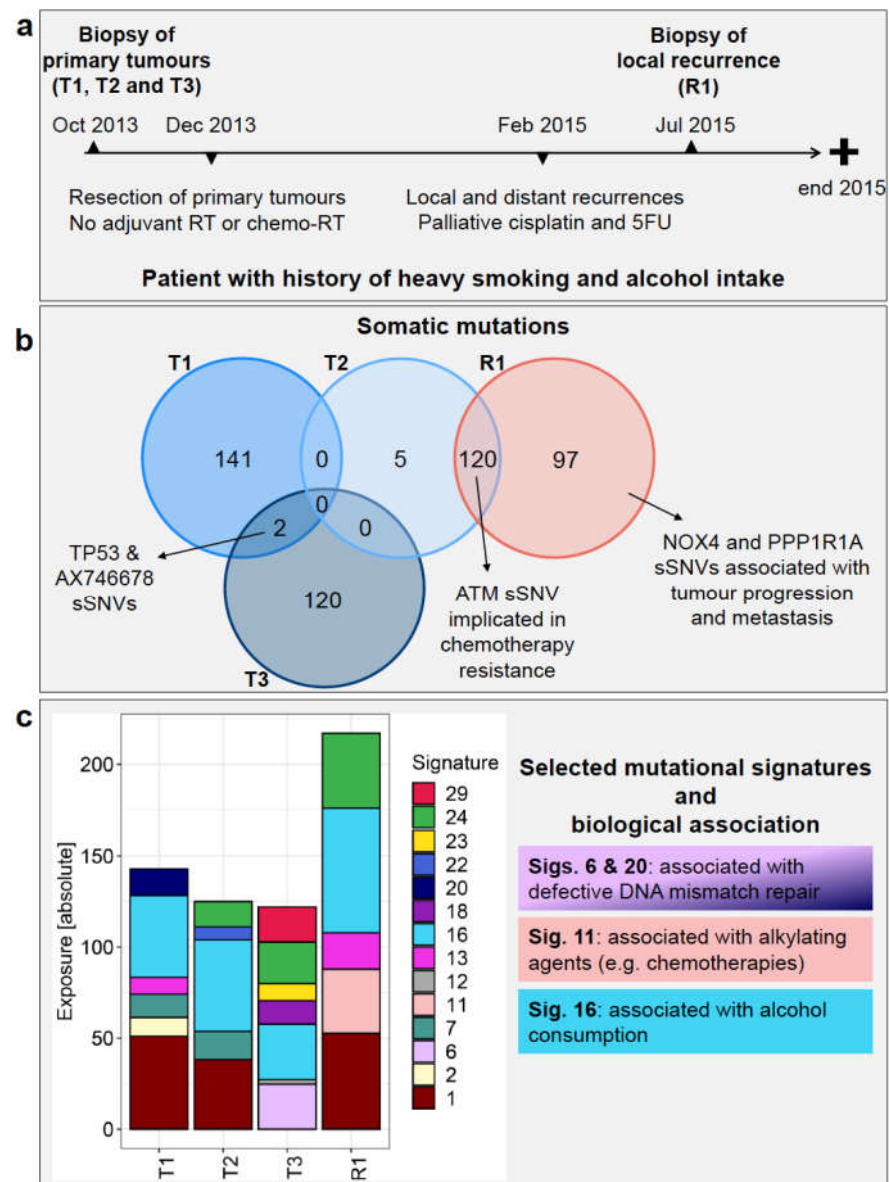 a
Biopsy of
primary tumours
(T1, T2 and T3)
Biopsy of
local recurrence
(R1)
Oct 2013
Dec 2013
Feb 2015
Jul 2015
end 2015
Resection of primary tumours
No adjuvant RT or chemo-RT
Local and distant recurrences
Palliative cisplatin and 5FU
Patient with history of heavy smoking and alcohol intake
b
Somatic mutations
T1
T2
R1
141
0
5
120
97
0
2
0
120
T3
TP53 &
AX746678
sSNVs
ATM sSNV
implicated in
chemotherapy
resistance
NOX4 and PPP1R1A
sSNVs associated with
tumour progression
and metastasis
c
Exposure [absolute]
200
150
100
50
0
T1
T2
T3
R1
Signature
29
24
23
22
20
18
16
13
12
11
7
6
2
1
Selected mutational signatures
and
biological association
Sigs. 6 & 20: associated with
defective DNA mismatch repair
Sig. 11: associated with alkylating
agents (e.g. chemotherapies)
Sig. 16: associated with alcohol
consumption